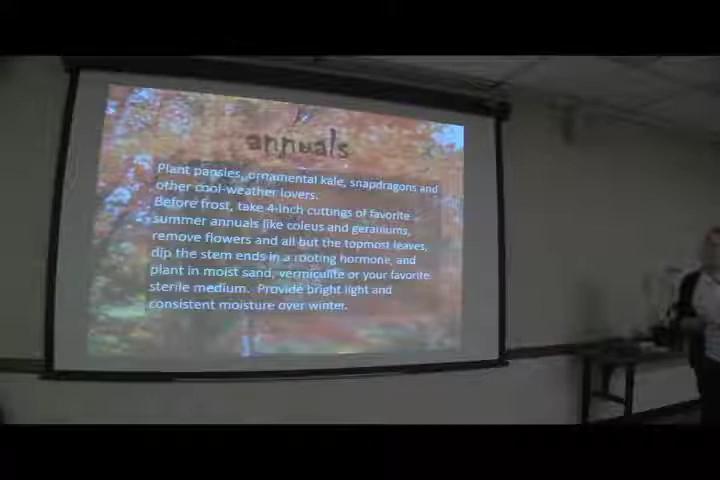 annuals
Plant pansies, ornamental kale, snapdragons and
other cool-weather lovers.
Before frost, take 4-inch cuttings of favorite
summer annuals like coleus and geraniums,
remove flowers and all but the topmost leaves,
dip the stem ends in a rooting hormone, and
plant in moist sand, vermiculite or your favorite
sterile medium.  Provide bright light and
consistent moisture over winter.